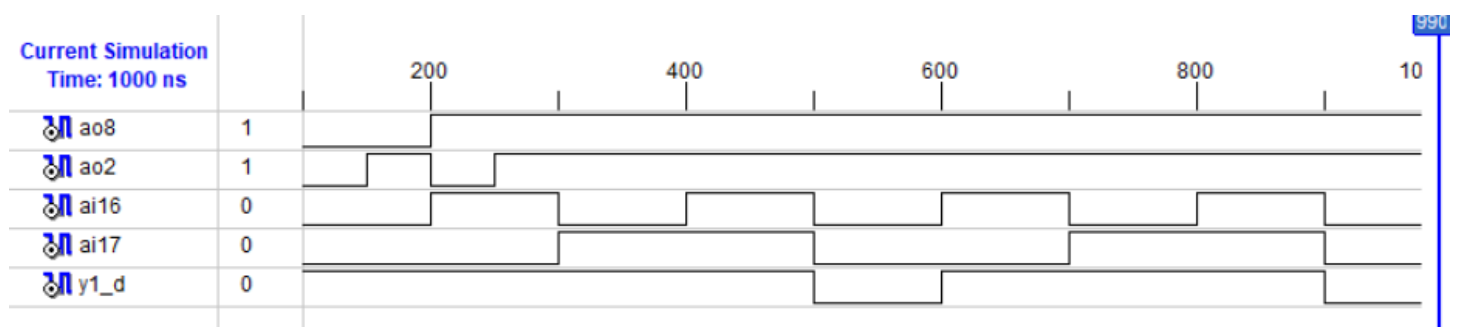 990
Current Simulation
Time: 1000 ns
200 400 600 800 10
ao8 1
ao2 1
ai16 0
ai17 0
y1_d 0